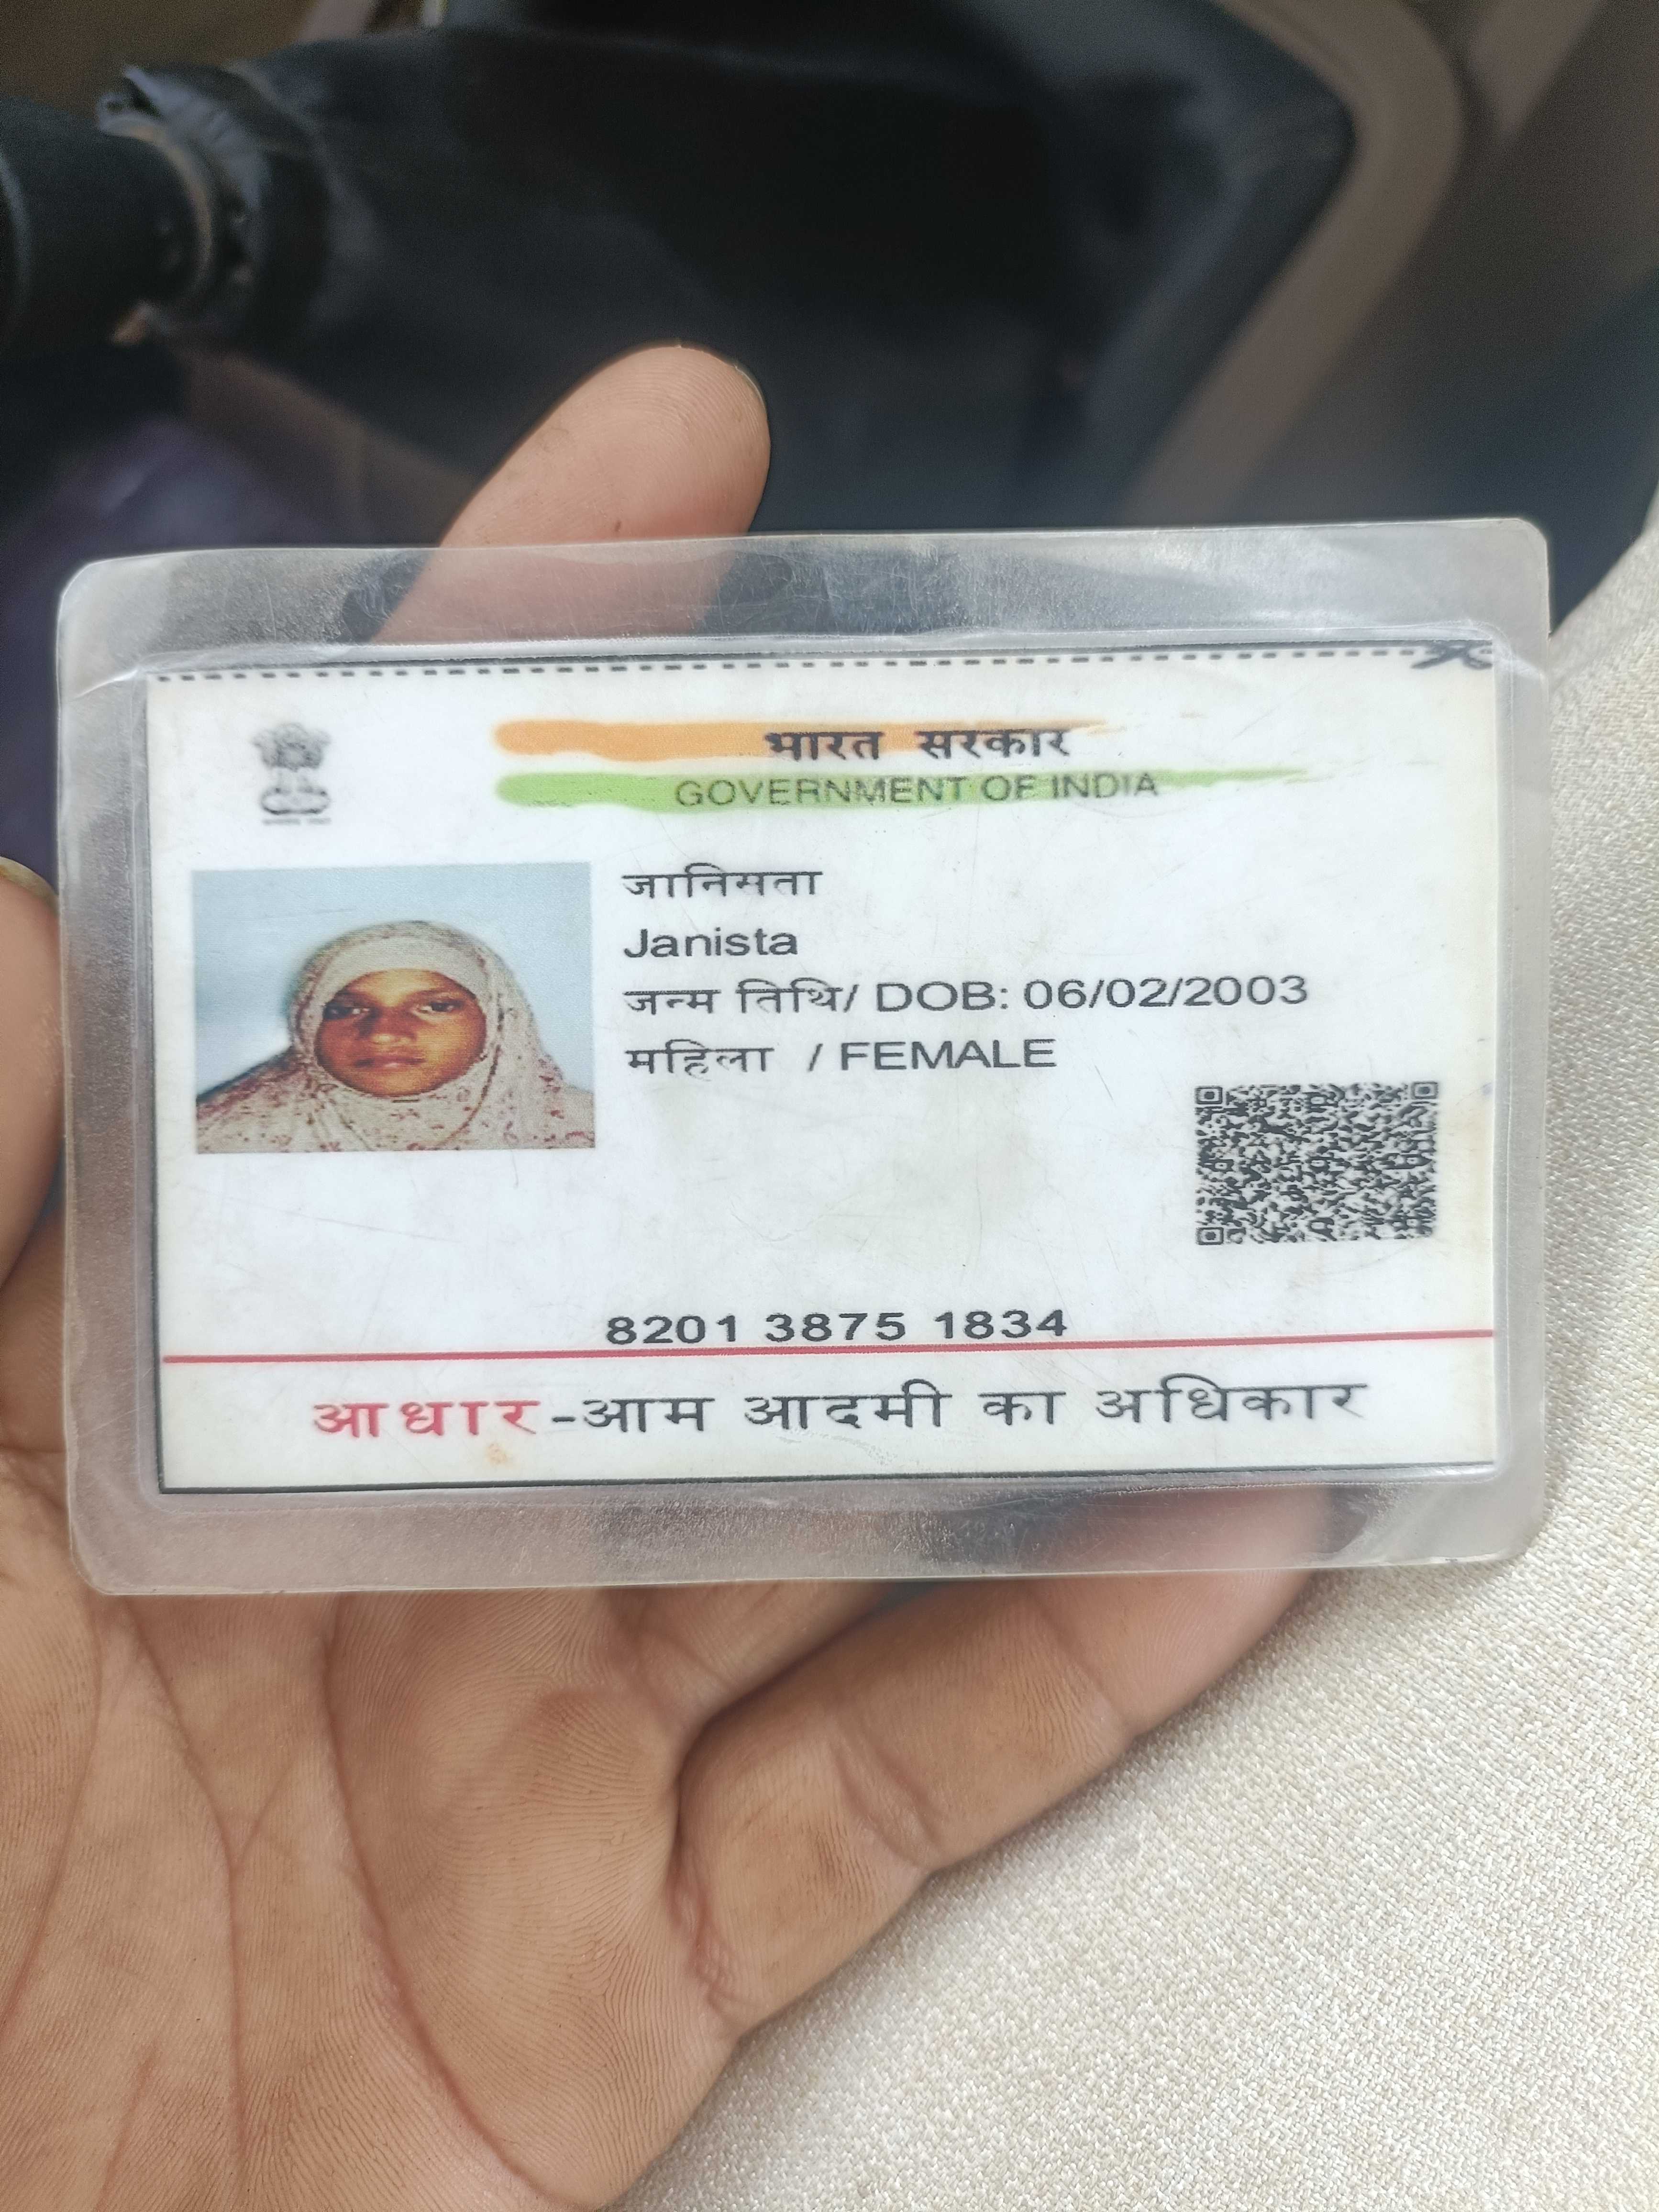 भारत सरकार
GOVERNMENT OF INDIA
जानिसता
Janista
जन्म तिथि/ DOB: 06/02/2003
महिला / FEMALE
8201 3875 1834
आधार-आम आदमी का अधिकार